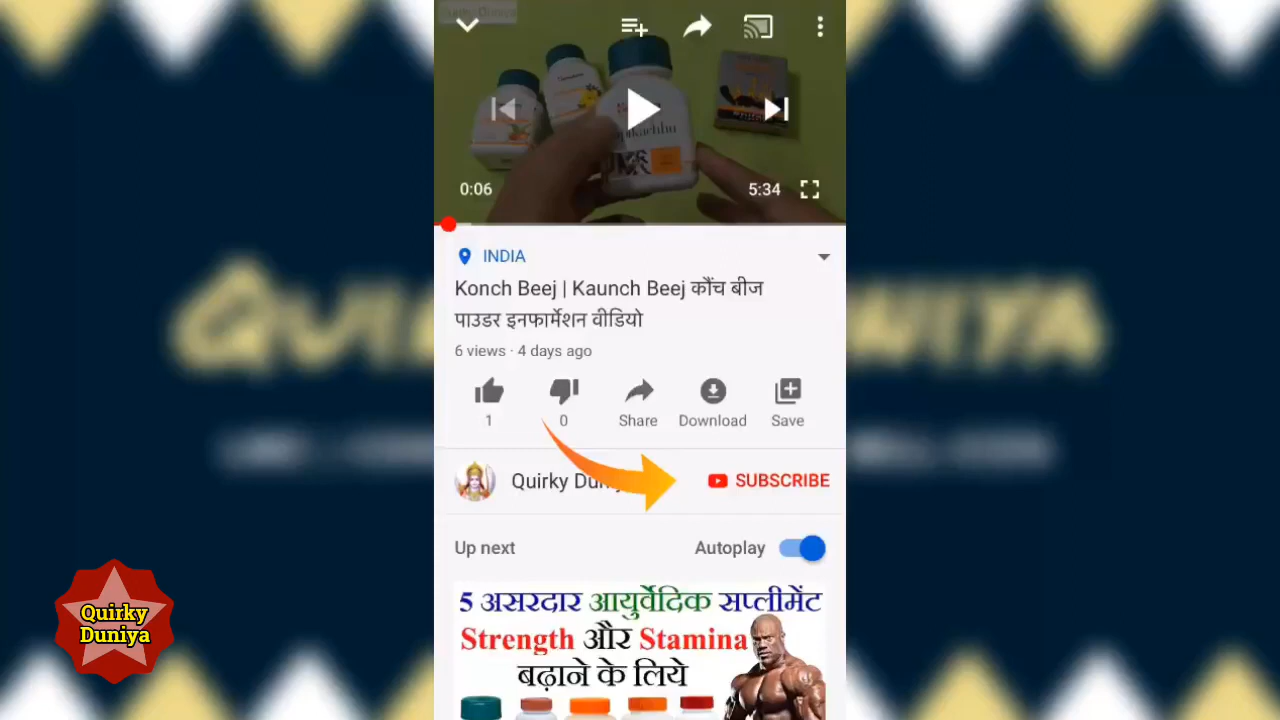 0:06
5:34
INDIA
Konch Beej | Kaunch Beej कौंच बीज
पाउडर इनफार्मेशन वीडियो
6 views · 4 days ago
1
0
Share
Download
Save
Quirky
SUBSCRIBE
Up next
Autoplay
5 असरदार आयुर्वेदिक सप्लीमेंट
Strength और Stamina
बढ़ाने के लिये
Quirky
Duniya